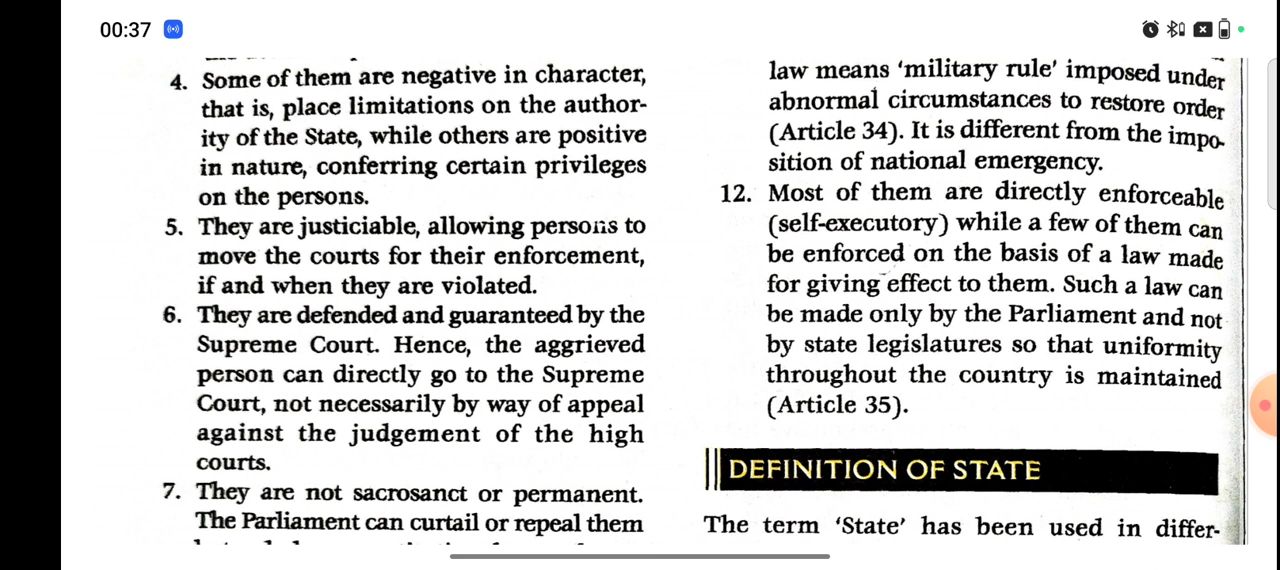 00:37
4. Some of them are negative in character,
that is, place limitations on the author-
ity of the State, while others are positive
in nature, conferring certain privileges
on the persons.
5. They are justiciable, allowing persons to
move the courts for their enforcement,
if and when they are violated.
6. They are defended and guaranteed by the
Supreme Court. Hence, the aggrieved
person can directly go to the Supreme
Court, not necessarily by way of appeal
against the judgement of the high
courts.
7. They are not sacrosanct or permanent.
The Parliament can curtail or repeal them
law means ‘military rule’ imposed under
abnormal circumstances to restore order
(Article 34). It is different from the impo-
sition of national emergency.
12. Most of them are directly enforceable
(self-executory) while a few of them can
be enforced on the basis of a law made
for giving effect to them. Such a law can
be made only by the Parliament and not
by state legislatures so that uniformity
throughout the country is maintained
(Article 35).
DEFINITION OF STATE
The term ‘State’ has been used in differ-